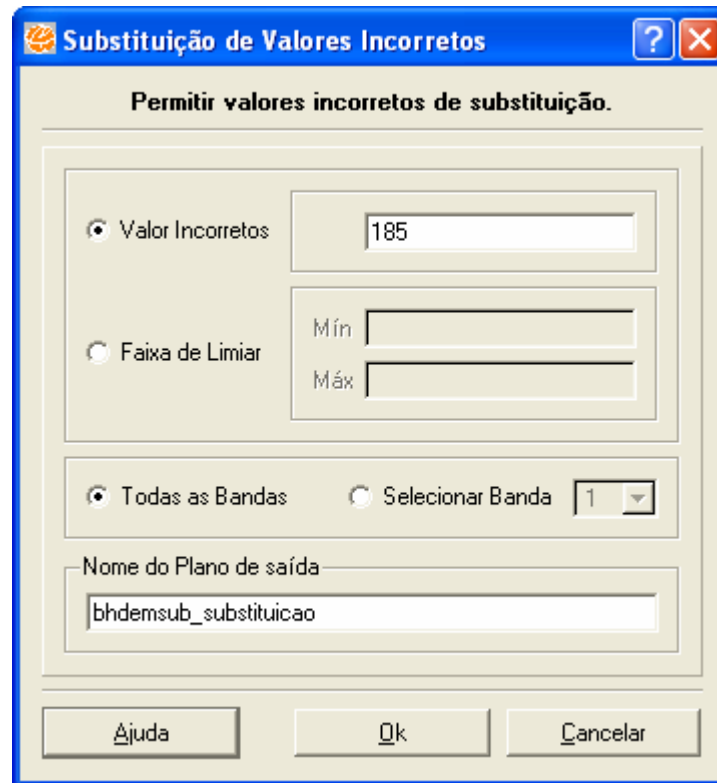 Substituição de Valores Incorretos
Permitir valores incorretos de substituição.
Valor Incorretos 185
Faixa de Limiar
Mín
Máx
Todas as Bandas Selecionar Banda 1
Nome do Plano de saída
bhdemsub_substituicao
Ajuda Ok Cancelar